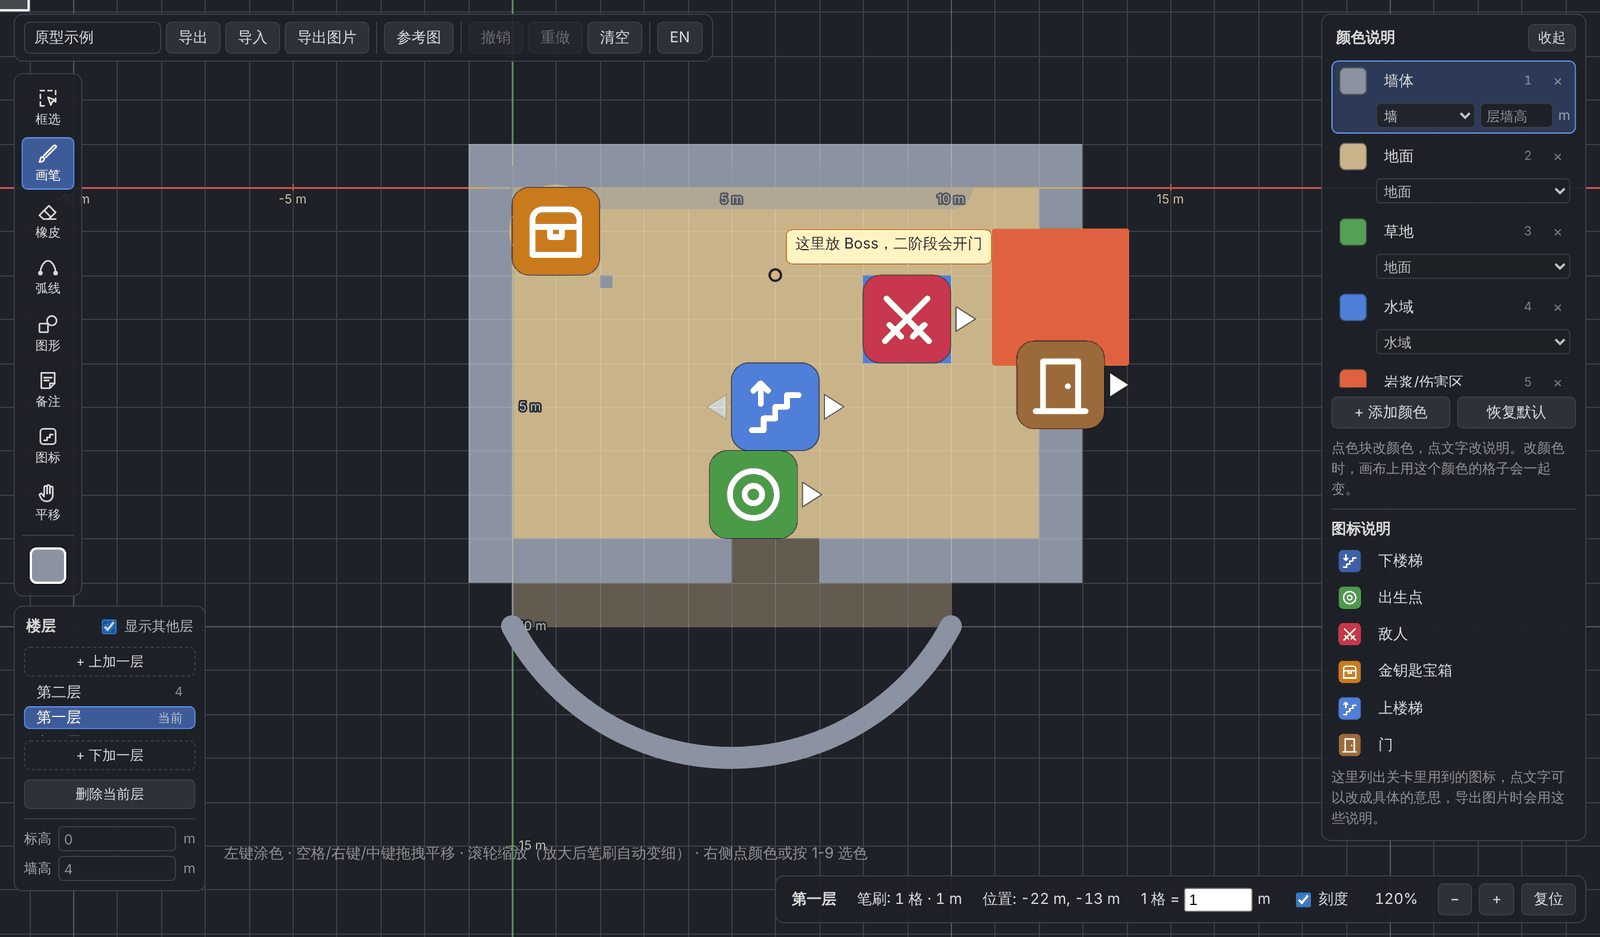 原型示例
导出
导入
导出图片
参考图
撤销
重做
清空
EN
框选
画笔
橡皮
弧线
图形
备注
图标
平移
楼层
显示其他层
+ 上加一层
第二层 4
第一层 当前
+ 下加一层
删除当前层
标高 0 m
墙高 4 m
-10 m
-5 m
5 m
10 m
15 m
这里放 Boss，二阶段会开门
5 m
15 m
左键涂色 · 空格/右键/中键拖拽平移 · 滚轮缩放（放大后笔刷自动变细） · 右侧点颜色或按 1-9 选色
颜色说明
收起
墙体 1 ×
墙 层墙高 m
地面 2 ×
地面
草地 3 ×
地面
水域 4 ×
水域
岩浆/伤害区 5 ×
+ 添加颜色
恢复默认
点色块改颜色，点文字改说明。改颜色
时，画布上用这个颜色的格子会一起
变。
图标说明
下楼梯
出生点
敌人
金钥匙宝箱
上楼梯
门
这里列出关卡里用到的图标，点文字可
以改成具体的意思，导出图片时会用这
些说明。
第一层
笔刷: 1 格 · 1 m
位置: -22 m, -13 m
1 格 = 1 m
刻度
120%
−
+
复位